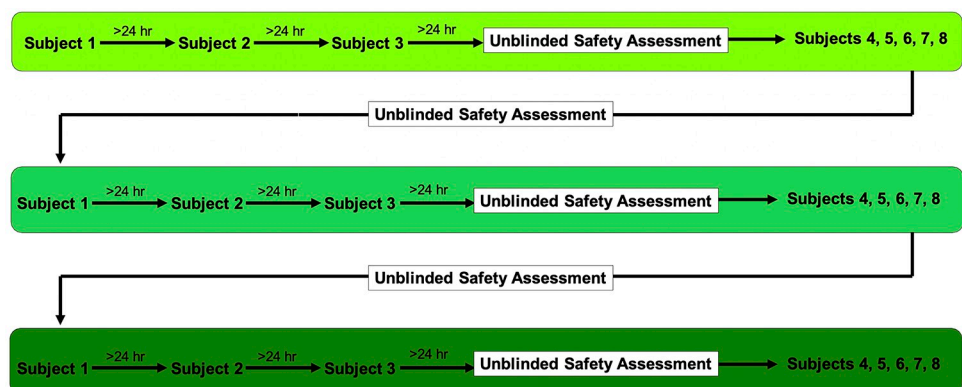 Subject 1 >24 hr Subject 2 >24 hr Subject 3 >24 hr Unblinded Safety Assessment Subjects 4, 5, 6, 7, 8
Unblinded Safety Assessment
Subject 1 >24 hr Subject 2 >24 hr Subject 3 >24 hr Unblinded Safety Assessment Subjects 4, 5, 6, 7, 8
Unblinded Safety Assessment
Subject 1 >24 hr Subject 2 >24 hr Subject 3 >24 hr Unblinded Safety Assessment Subjects 4, 5, 6, 7, 8